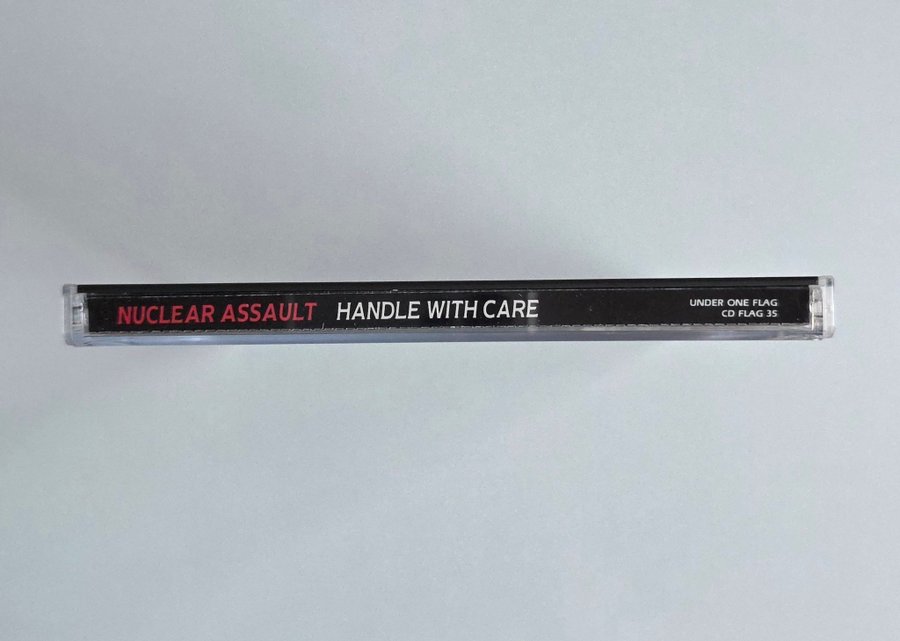 NUCLEAR ASSAULT HANDLE WITH CARE
UNDER ONE FLAG
CD FLAG 35